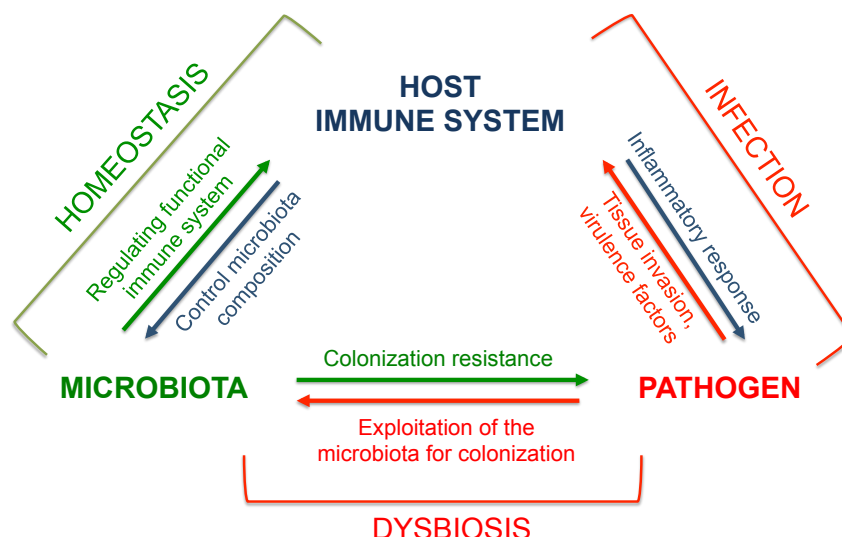 HOST
IMMUNE SYSTEM
HOMEOSTASIS
Regulating functional
immune system
Control microbiota
composition
INFECTION
Inflammatory response
Tissue invasion,
virulence factors
MICROBIOTA
Colonization resistance
PATHOGEN
Exploitation of the
microbiota for colonization
DYSBIOSIS